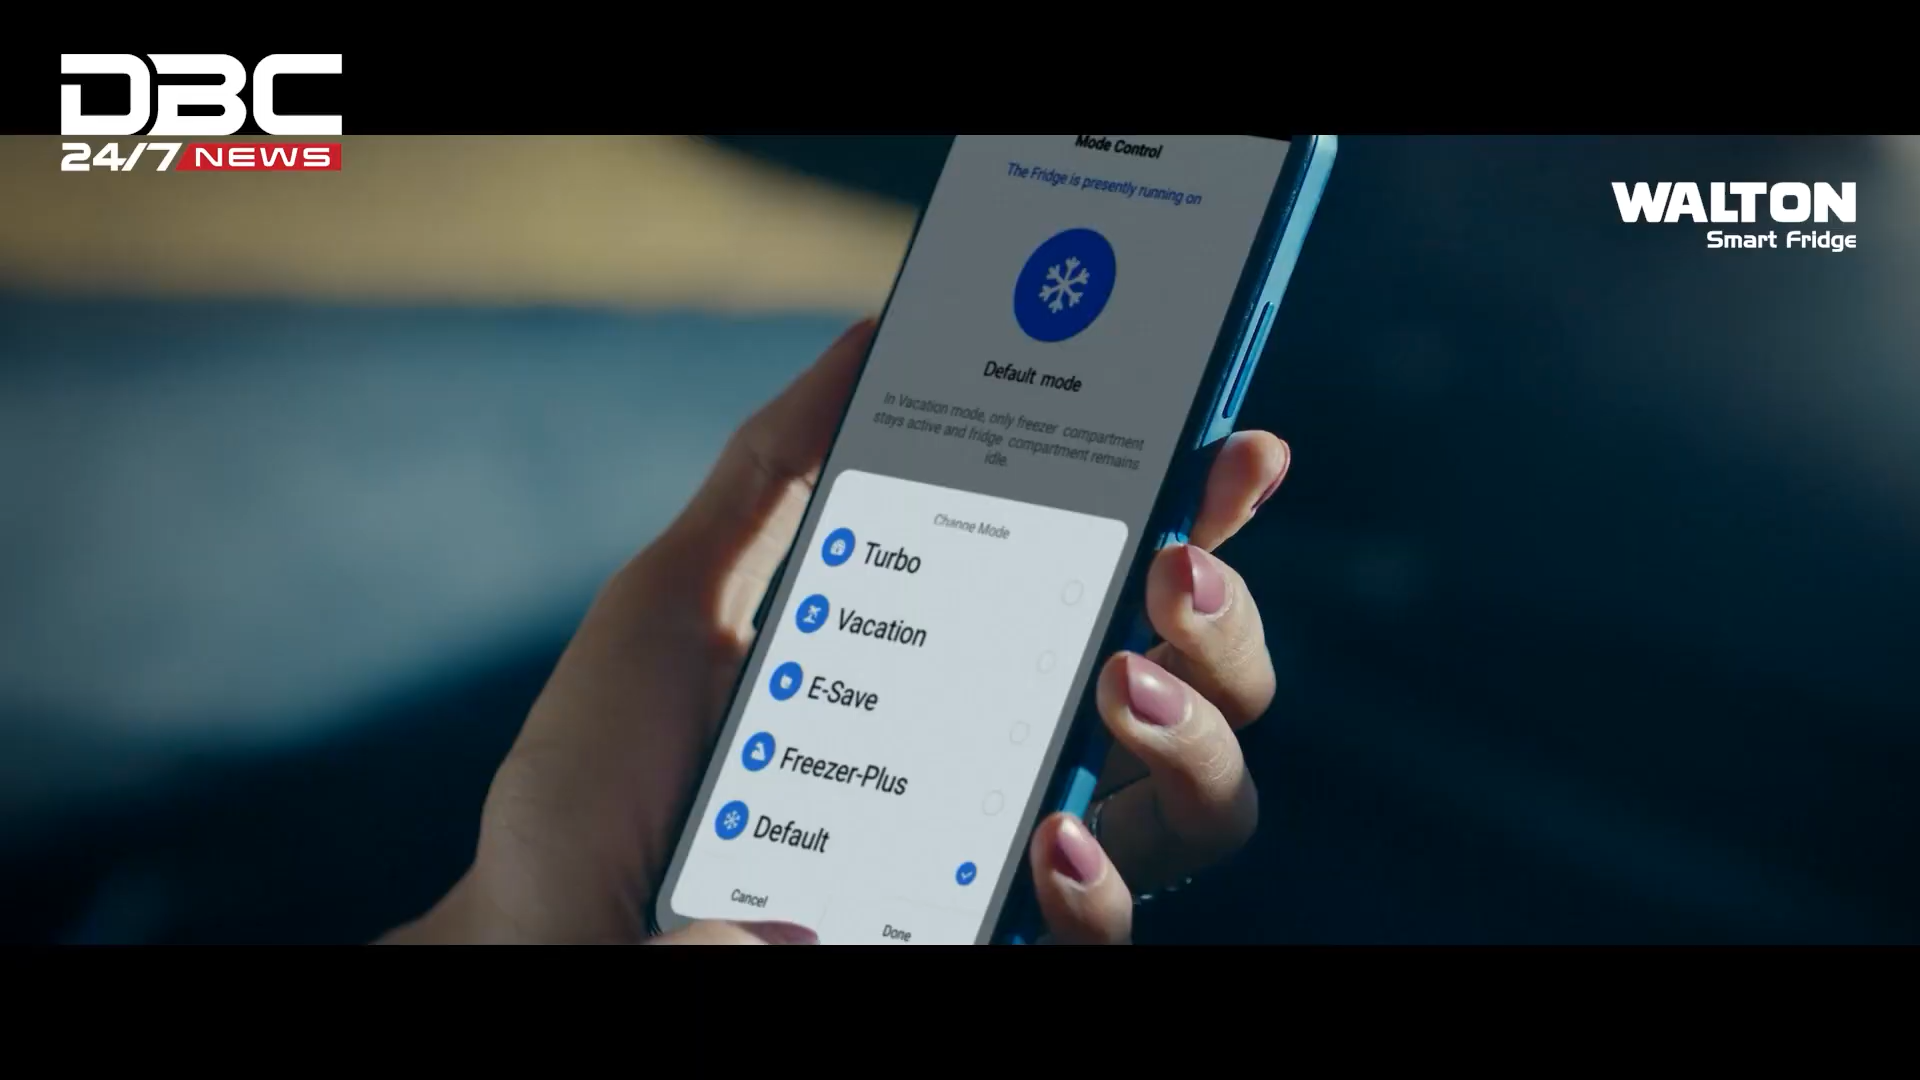 DBC
24/7 NEWS
WALTON
Smart Fridge
Mode Control
The Fridge is presently running on
Default mode
In Vacation mode, only freezer compartment
stays active and fridge compartment remains
idle.
Change Mode
Turbo
Vacation
E-Save
Freezer-Plus
Default
Cancel
Done